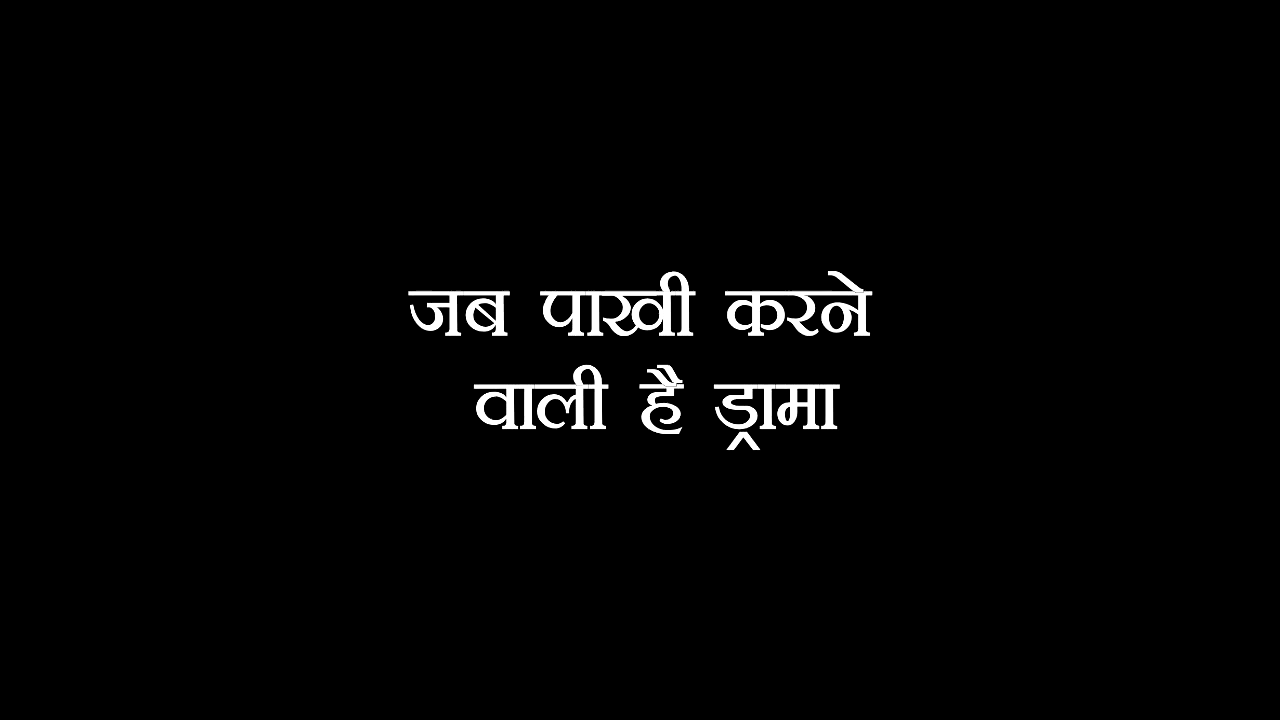 जब पाखी करने
वाली है ड्रामा